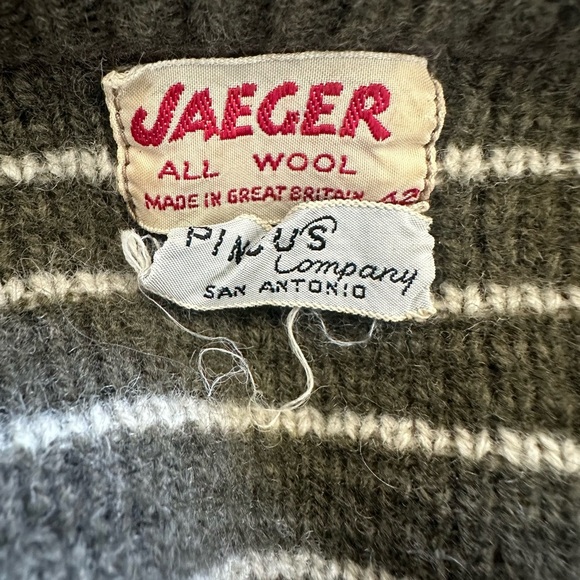 JAEGER
ALL WOOL
MADE IN GREAT BRITAIN 42
Company
SAN ANTONIO